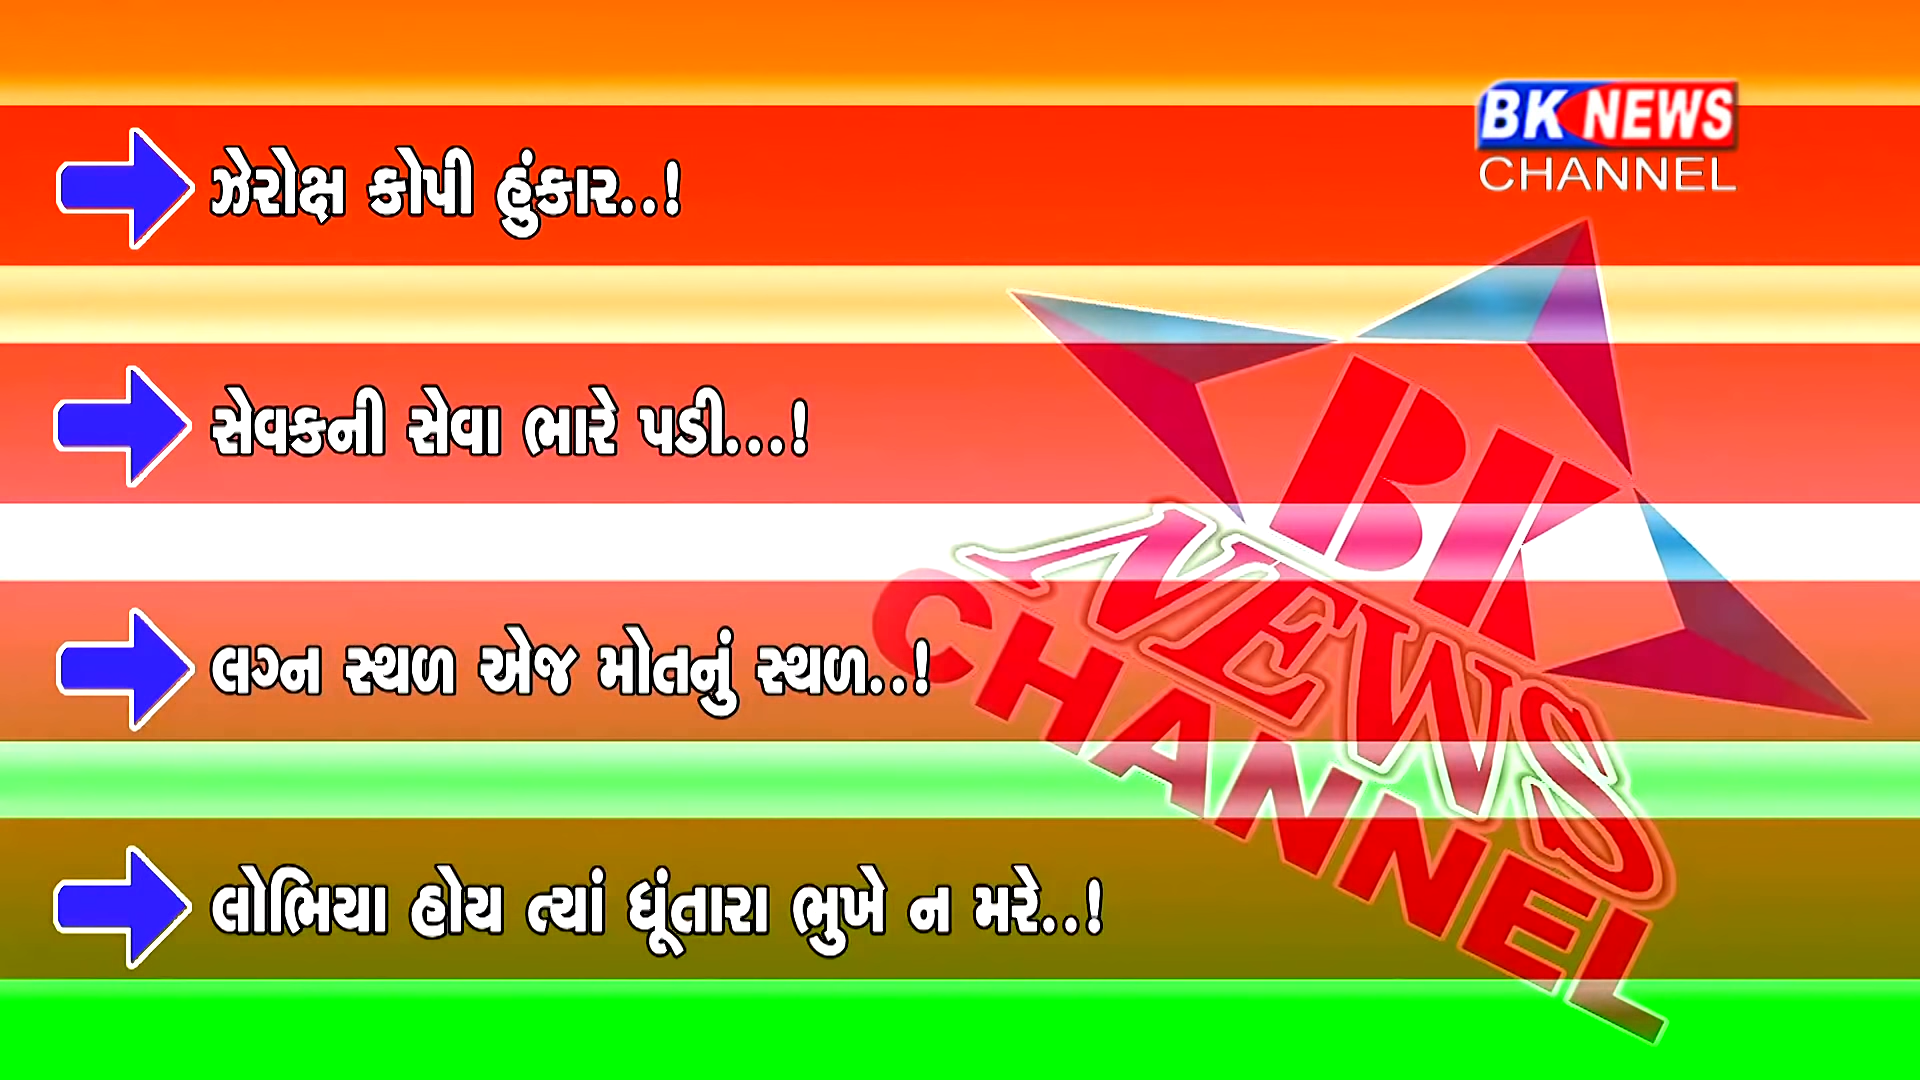 BK NEWS
CHANNEL
ઝેરોક્ષ કોપી હુંકાર..!
સેવકની સેવા ભારે પડી...!
લગ્ન સ્થળ એજ મોતનું સ્થળ..!
લોભિયા હોય ત્યાં ધૂંતારા ભુખે ન મરે..!
BK
NEWS
CHANNEL